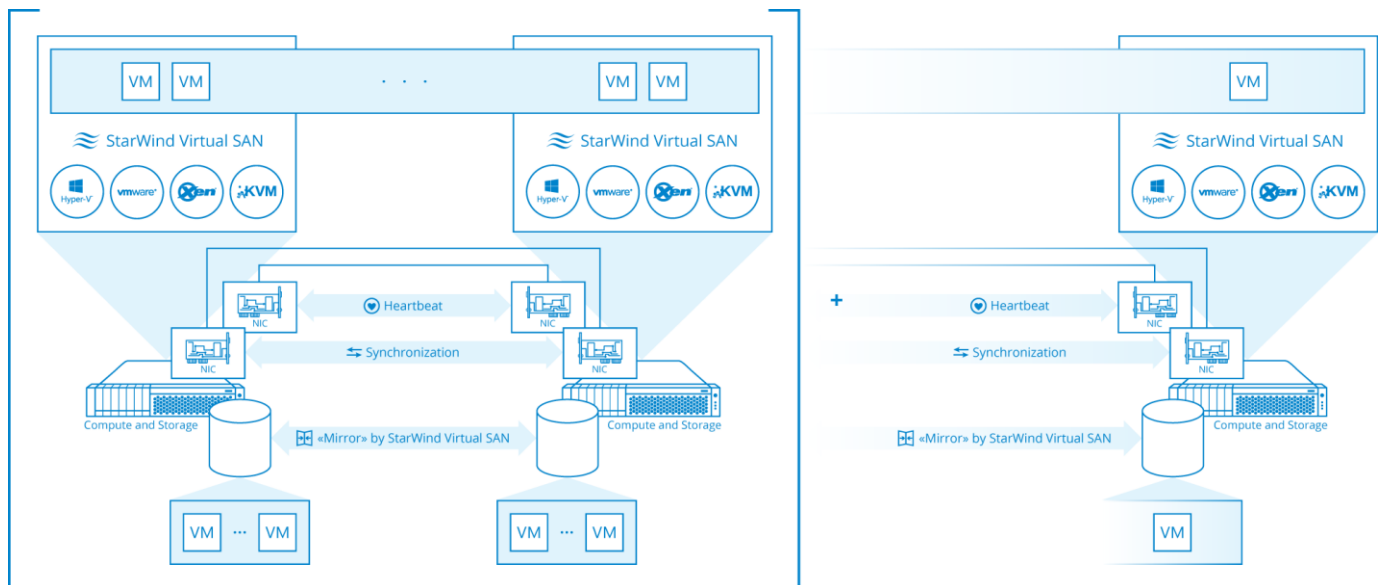 VM VM . . . VM VM VM
StarWind Virtual SAN StarWind Virtual SAN StarWind Virtual SAN
Hyper-V vmware Xen KVM Hyper-V vmware Xen KVM Hyper-V vmware Xen KVM
NIC Heartbeat NIC + Heartbeat NIC
NIC Synchronization NIC Synchronization NIC
Compute and Storage Compute and Storage Compute and Storage
«Mirror» by StarWind Virtual SAN «Mirror» by StarWind Virtual SAN
VM ... VM VM ... VM VM